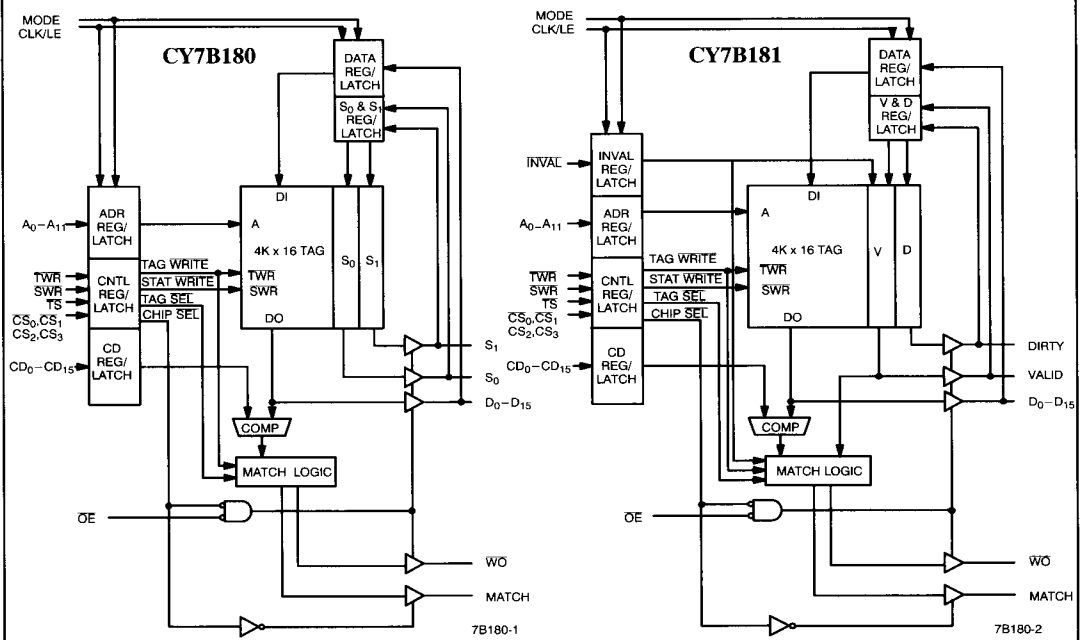 MODE
CLK/LE
CY7B180
DATA
REG/
LATCH
S₀ & S₁
REG/
LATCH
DI
ADR
REG/
LATCH
A₀–A₁₁
A
4K x 16 TAG
S₀
S₁
TAG WRITE
TWR
STAT WRITE
SWR
TAG SEL
CHIP SEL
CNTL
REG/
LATCH
TWR
SWR
TS
CS₀,CS₁
CS₂,CS₃
DO
CD
REG/
LATCH
CD₀–CD₁₅
S₁
S₀
D₀–D₁₅
COMP
MATCH LOGIC
OE
WO
MATCH
7B180-1
MODE
CLK/LE
CY7B181
DATA
REG/
LATCH
V & D
REG/
LATCH
INVAL
INVAL
REG/
LATCH
DI
ADR
REG/
LATCH
A₀–A₁₁
A
4K x 16 TAG
V
D
TAG WRITE
TWR
STAT WRITE
SWR
TAG SEL
CHIP SEL
CNTL
REG/
LATCH
TWR
SWR
TS
CS₀,CS₁
CS₂,CS₃
DO
CD
REG/
LATCH
CD₀–CD₁₅
DIRTY
VALID
D₀–D₁₅
COMP
MATCH LOGIC
OE
WO
MATCH
7B180-2